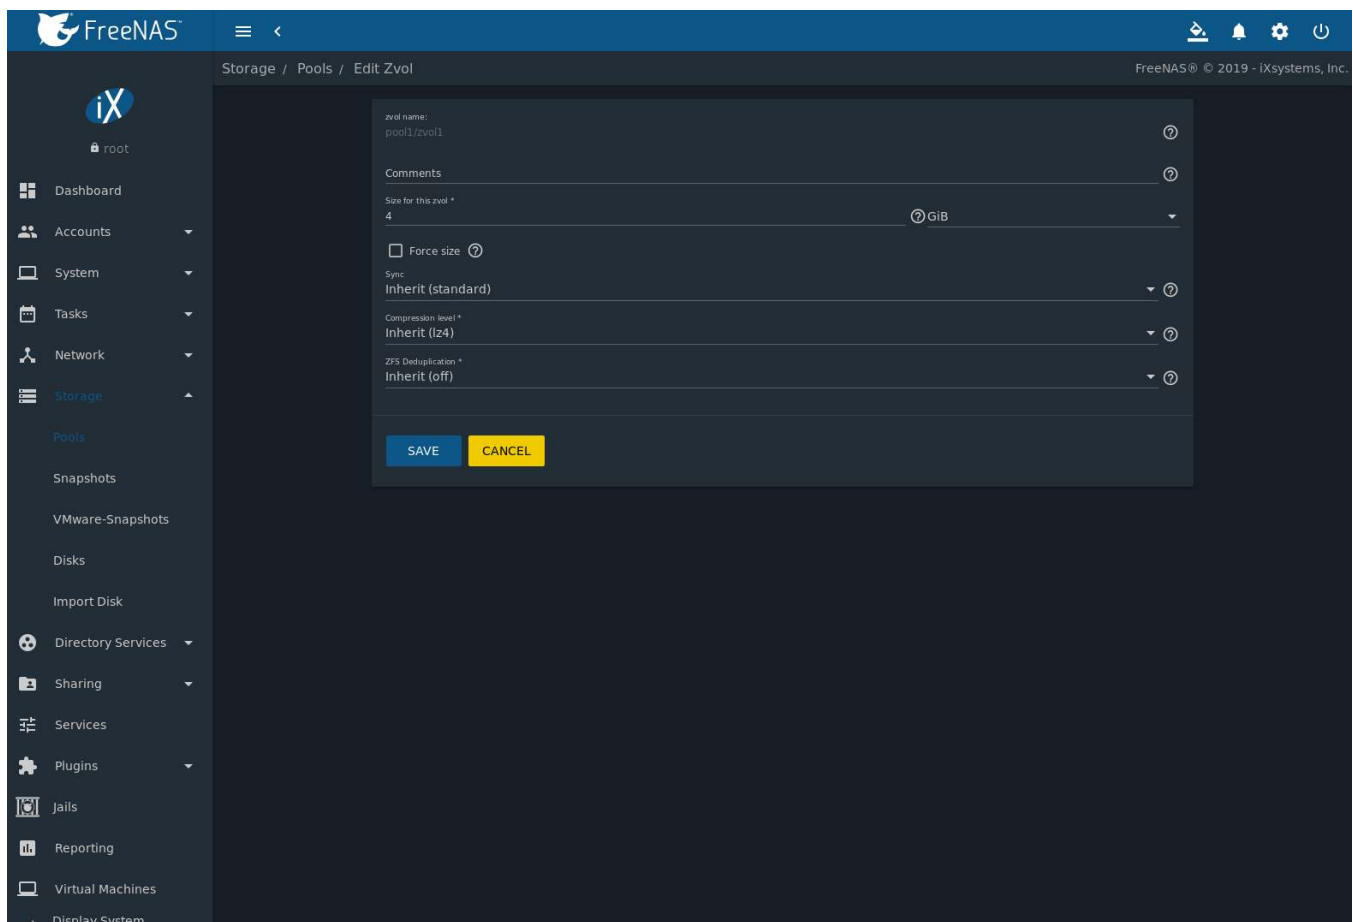 FreeNAS™
Storage / Pools / Edit Zvol
FreeNAS® © 2019 - iXsystems, Inc.
iX
root
Dashboard
Accounts
System
Tasks
Network
Storage
Pools
Snapshots
VMware-Snapshots
Disks
Import Disk
Directory Services
Sharing
Services
Plugins
Jails
Reporting
Virtual Machines
Display System
zvol name:
pool1/zvol1
Comments
Size for this zvol *
4
GiB
Force size
Sync
Inherit (standard)
Compression level *
Inherit (lz4)
ZFS Deduplication *
Inherit (off)
SAVE CANCEL